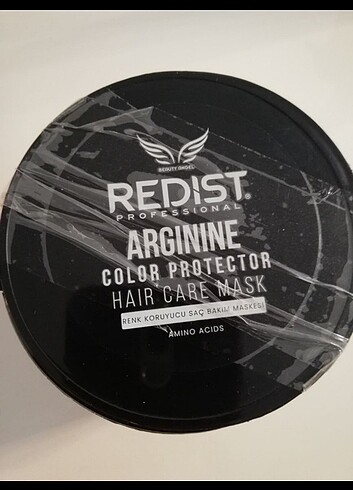 BEAUTY ANGEL
REDIST®
PROFESSIONAL
ARGININE
COLOR PROTECTOR
HAIR CARE MASK
RENK KORUYUCU SAÇ BAKIM MASKESİ
AMINO ACIDS